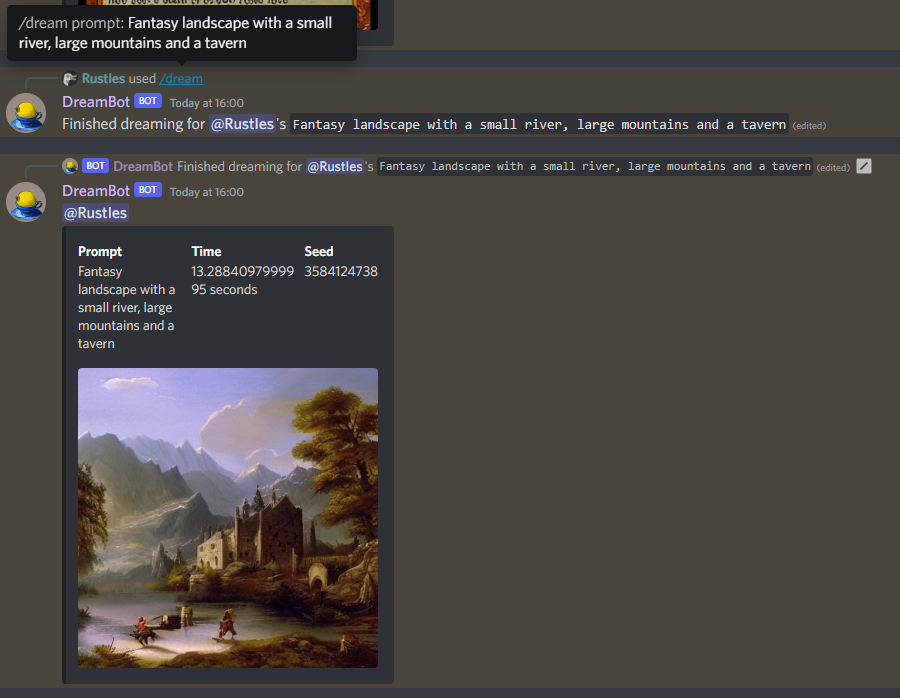 /dream prompt: Fantasy landscape with a small
river, large mountains and a tavern
Rustles used /dream
DreamBot BOT Today at 16:00
Finished dreaming for @Rustles's Fantasy landscape with a small river, large mountains and a tavern (edited)
BOT DreamBot Finished dreaming for @Rustles's Fantasy landscape with a small river, large mountains and a tavern (edited)
DreamBot BOT Today at 16:00
@Rustles
Prompt Time Seed
Fantasy 13.28840979999 3584124738
landscape with a 95 seconds
small river, large
mountains and a
tavern